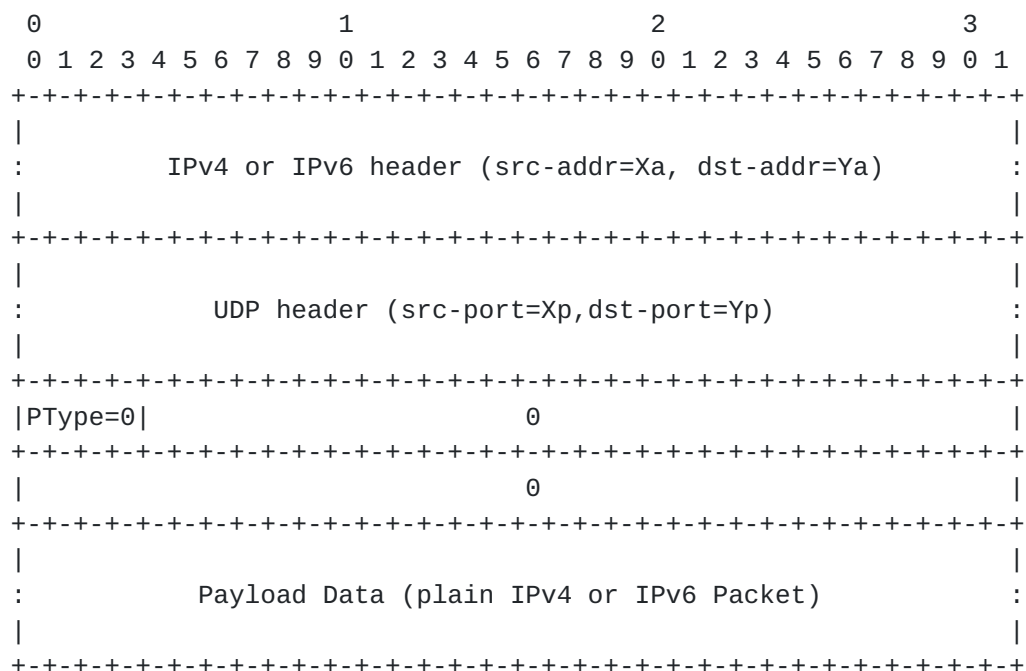 0                   1                   2                   3
 0 1 2 3 4 5 6 7 8 9 0 1 2 3 4 5 6 7 8 9 0 1 2 3 4 5 6 7 8 9 0 1
+-+-+-+-+-+-+-+-+-+-+-+-+-+-+-+-+-+-+-+-+-+-+-+-+-+-+-+-+-+-+-+-+
|                                                               |
:         IPv4 or IPv6 header (src-addr=Xa, dst-addr=Ya)        :
|                                                               |
+-+-+-+-+-+-+-+-+-+-+-+-+-+-+-+-+-+-+-+-+-+-+-+-+-+-+-+-+-+-+-+-+
|                                                               |
:            UDP header (src-port=Xp,dst-port=Yp)               :
|                                                               |
+-+-+-+-+-+-+-+-+-+-+-+-+-+-+-+-+-+-+-+-+-+-+-+-+-+-+-+-+-+-+-+-+
|PType=0|                        0                              |
+-+-+-+-+-+-+-+-+-+-+-+-+-+-+-+-+-+-+-+-+-+-+-+-+-+-+-+-+-+-+-+-+
|                                0                              |
+-+-+-+-+-+-+-+-+-+-+-+-+-+-+-+-+-+-+-+-+-+-+-+-+-+-+-+-+-+-+-+-+
|                                                               |
:           Payload Data (plain IPv4 or IPv6 Packet)            :
|                                                               |
+-+-+-+-+-+-+-+-+-+-+-+-+-+-+-+-+-+-+-+-+-+-+-+-+-+-+-+-+-+-+-+-+